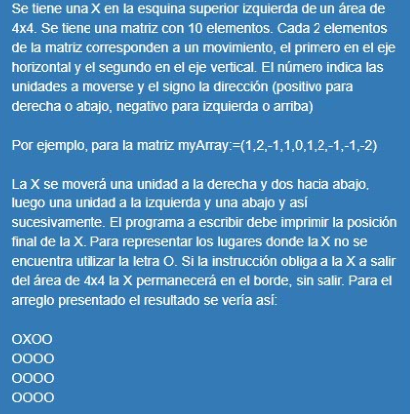 Se tiene una X en la esquina superior izquierda de un área de
4x4. Se tiene una matriz con 10 elementos. Cada 2 elementos
de la matriz corresponden a un movimiento, el primero en el eje
horizontal y el segundo en el eje vertical. El número indica las
unidades a moverse y el signo la dirección (positivo para
derecha o abajo, negativo para izquierda o arriba)
Por ejemplo, para la matriz myArray:=(1,2,-1,1,0,1,2,-1,-1,-2)
La X se moverá una unidad a la derecha y dos hacia abajo,
luego una unidad a la izquierda y una abajo y así
sucesivamente. El programa a escribir debe imprimir la posición
final de la X. Para representar los lugares donde la X no se
encuentra utilizar la letra O. Si la instrucción obliga a la X a salir
del área de 4x4 la X permanecerá en el borde, sin salir. Para el
arreglo presentado el resultado se vería así:
OXOO
OOOO
OOOO
OOOO